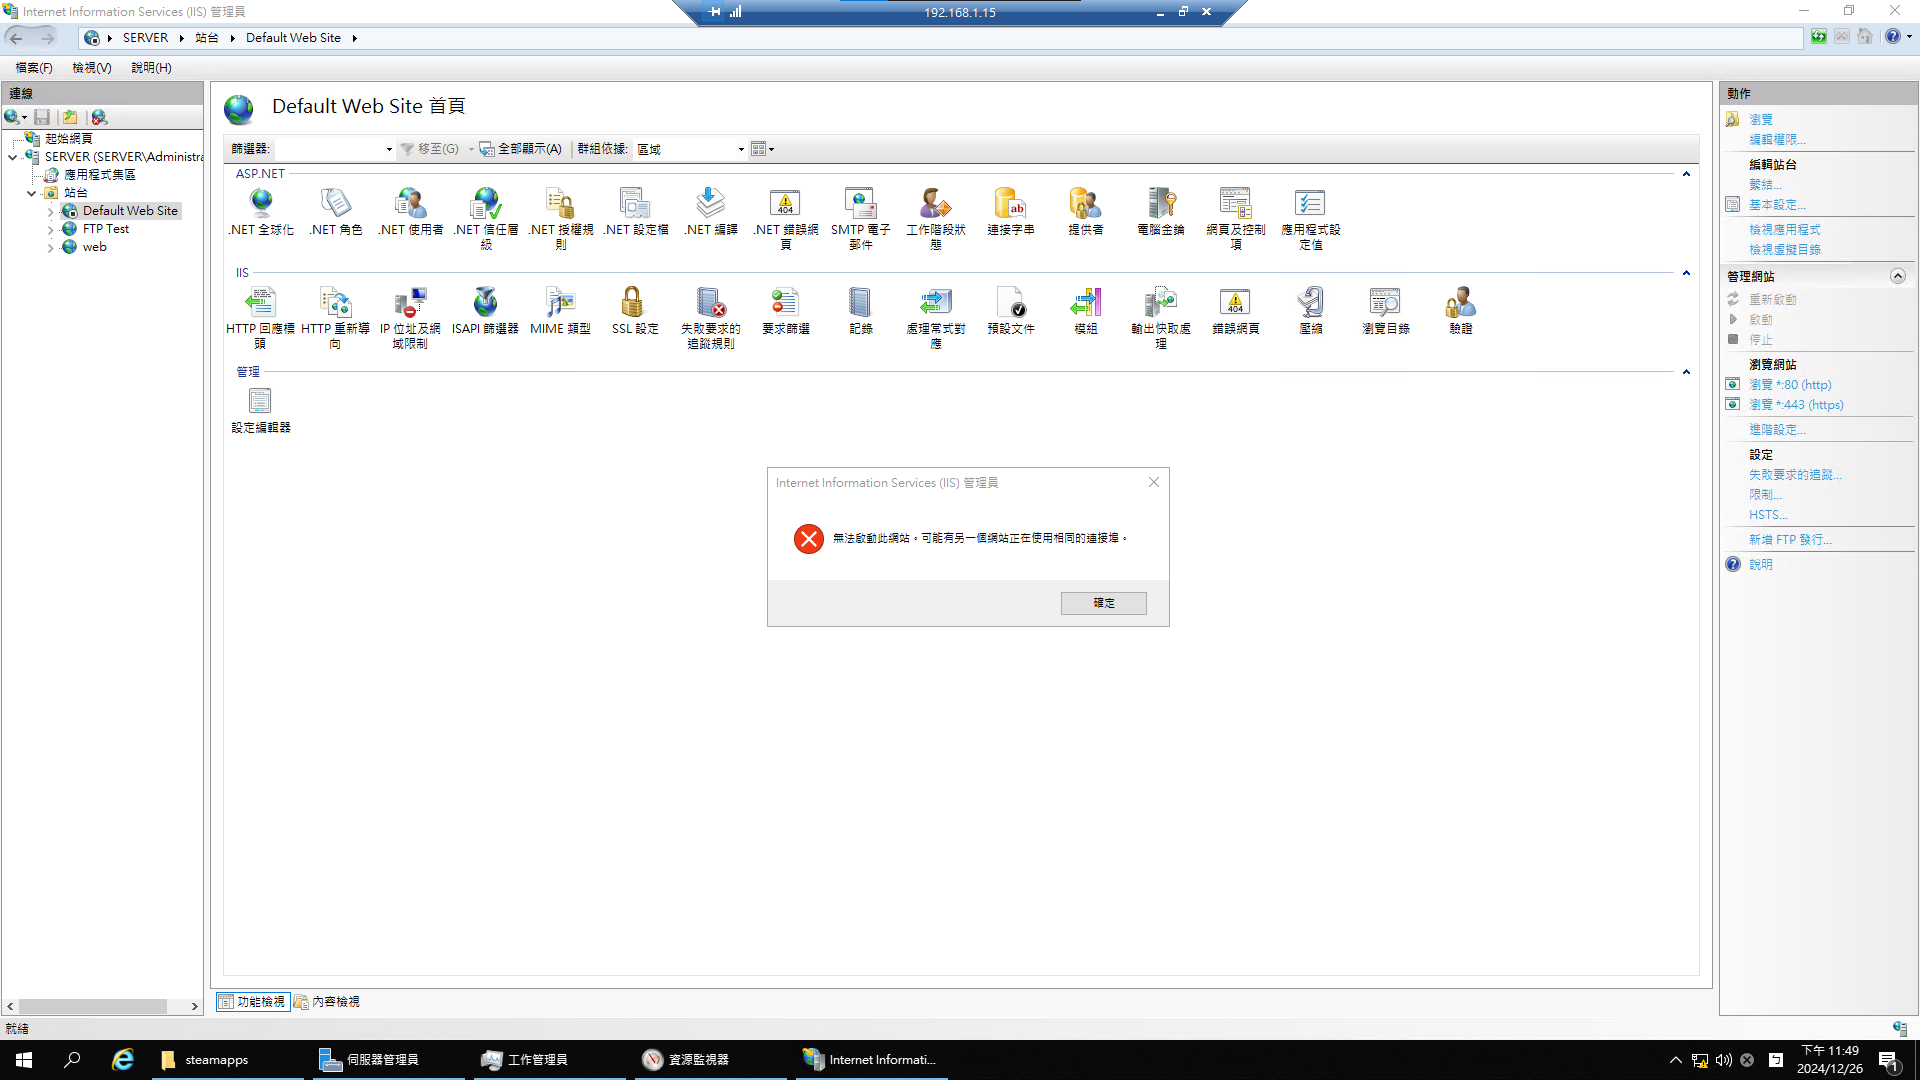 Internet Information Services (IIS) 管理員
192.168.1.15
SERVER 站台 Default Web Site
檔案(F) 檢視(V) 說明(H)
連線
起始網頁
SERVER (SERVER\Administra
應用程式集區
站台
Default Web Site
FTP Test
web
Default Web Site 首頁
篩選器: 移至(G) 全部顯示(A) 群組依據: 區域
ASP.NET
.NET 全球化
.NET 角色
.NET 使用者
.NET 信任層級
.NET 授權規則
.NET 設定檔
.NET 編譯
.NET 錯誤網頁
SMTP 電子郵件
工作階段狀態
連接字串
提供者
電腦金鑰
網頁及控制項
應用程式設定值
IIS
HTTP 回應標頭
HTTP 重新導向
IP 位址及網域限制
ISAPI 篩選器
MIME 類型
SSL 設定
失敗要求的追蹤規則
要求篩選
記錄
處理常式對應
預設文件
模組
輸出快取處理
錯誤網頁
壓縮
瀏覽目錄
驗證
管理
設定編輯器
Internet Information Services (IIS) 管理員
無法啟動此網站。可能有另一個網站正在使用相同的連接埠。
確定
功能檢視 內容檢視
動作
瀏覽
編輯權限...
編輯站台
繫結...
基本設定...
檢視應用程式
檢視虛擬目錄
管理網站
重新啟動
啟動
停止
瀏覽網站
瀏覽 *:80 (http)
瀏覽 *:443 (https)
進階設定...
設定
失敗要求的追蹤...
限制...
HSTS...
新增 FTP 發行...
說明
就緒
steamapps
伺服器管理員
工作管理員
資源監視器
Internet Informati...
下午 11:49
2024/12/26
1